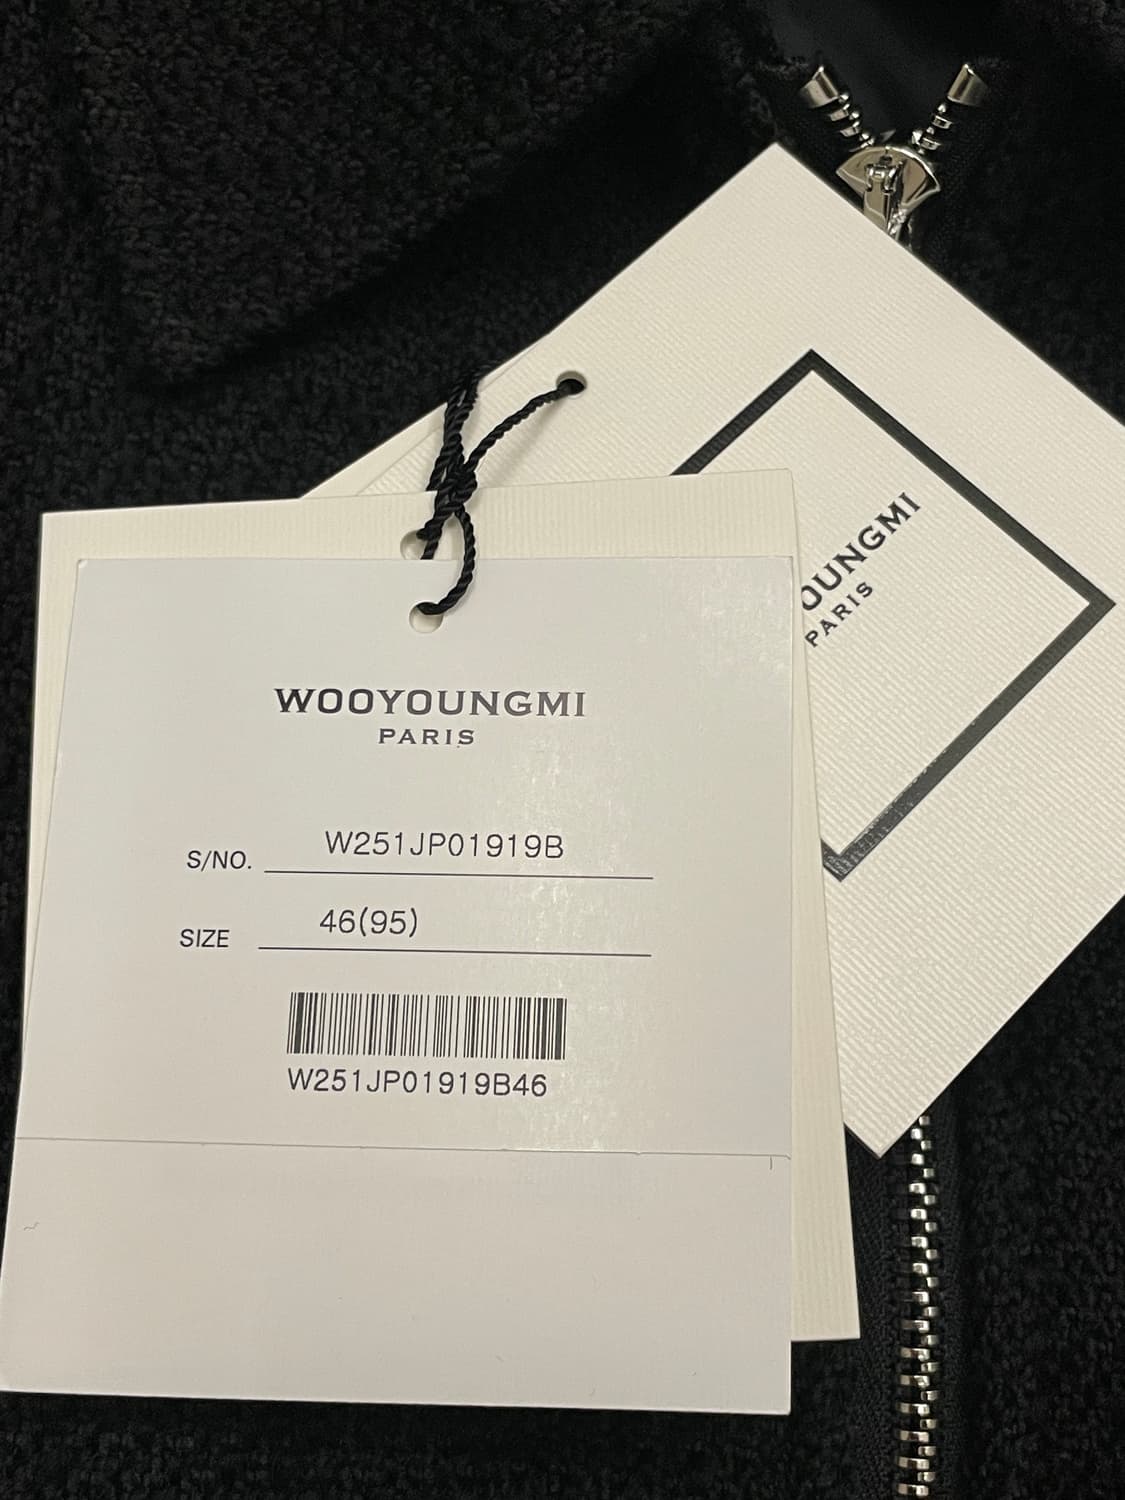 WOOYOUNGMI
PARIS
S/NO. W251JP01919B
SIZE 46(95)
W251JP01919B46
OUNGMI
PARIS